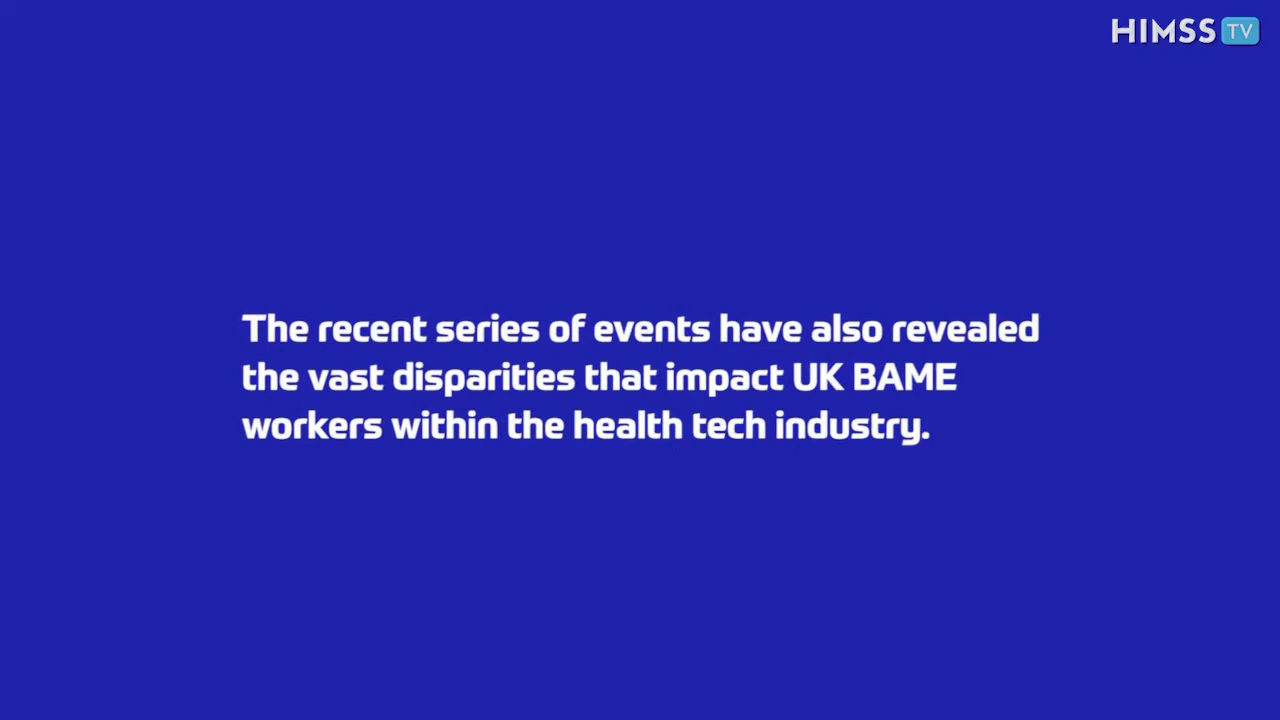 HIMSS TV
The recent series of events have also revealed
the vast disparities that impact UK BAME
workers within the health tech industry.